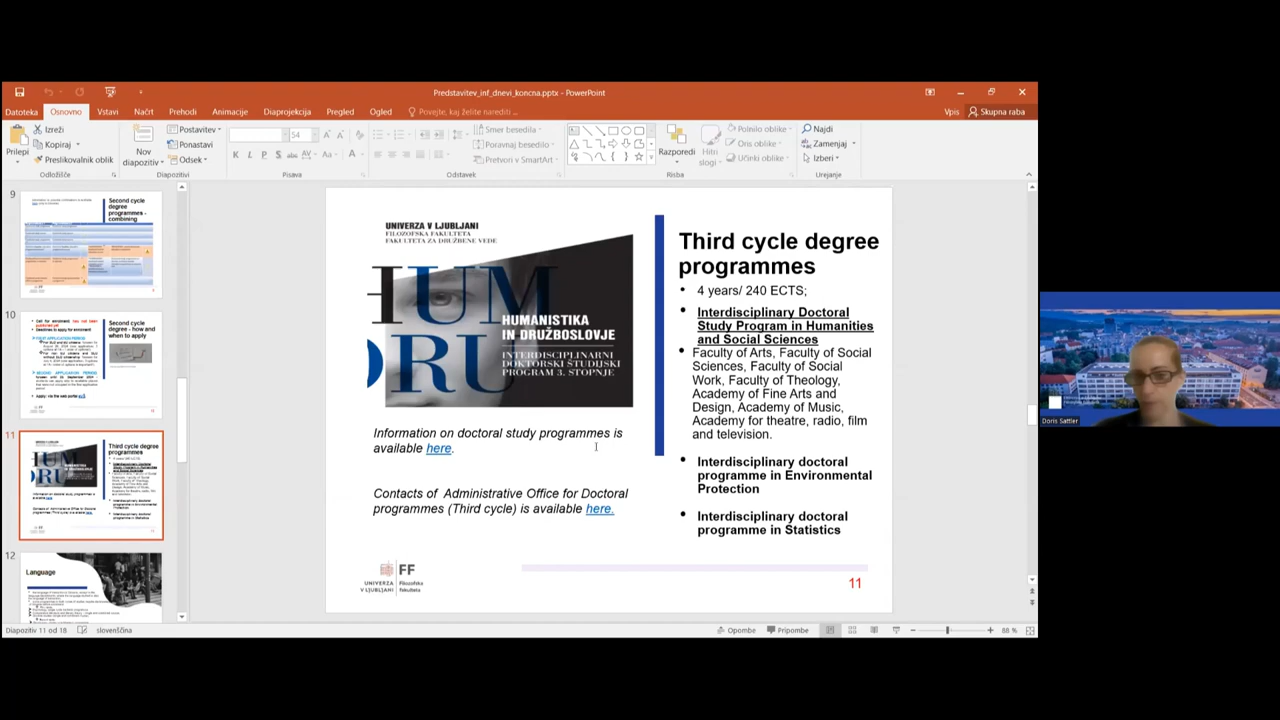 Predstavitev_inf_dnevi_koncna.pptx - PowerPoint
Datoteka Osnovno Vstavi Načrt Prehodi Animacije Diaprojekcija Pregled Ogled Povejte, kaj želite narediti ... Vpis Skupna raba
Prilepi
Izreži
Kopiraj
Preslikovalnik oblik
Odložišče
Nov
diapozitiv
Postavitev
Ponastavi
Odsek
Diapozitivi
54
K L P S abc AV Aa A
Pisava
Smer besedila
Poravnaj besedilo
Pretvori v SmartArt
Odstavek
Razporedi
Hitri
slogi
Polnilo oblike
Oris oblike
Učinki oblike
Risba
Najdi
Zamenjaj
Izberi
Urejanje
9
Second cycle
degree
programmes -
combining
10
Second cycle
degree - how and
when to apply
11
Third cycle degree
programmes
12
Language
UNIVERZA V LJUBLJANI
FILOZOFSKA FAKULTETA
FAKULTETA ZA DRUŽBENE VEDE
HUM
DRU
HUMANISTIKA
IN DRUŽBOSLOVJE
INTERDISCIPLINARNI
DOKTORSKI ŠTUDIJSKI
PROGRAM 3. STOPNJE
Information on doctoral study programmes is
available here.
Contacts of Administrative Office for Doctoral
programmes (Third cycle) is available here.
Third cycle degree
programmes
• 4 years/ 240 ECTS;
• Interdisciplinary Doctoral
Study Program in Humanities
and Social Sciences
• Faculty of Arts, Faculty of Social
Sciences, Faculty of Social
Work, Faculty of Theology,
Academy of Fine Arts and
Design, Academy of Music,
Academy for theatre, radio, film
and television.
• Interdisciplinary doctoral
programme in Environmental
Protection
• Interdisciplinary doctoral
programme in Statistics
UNIVERZA
V LJUBLJANI
FF
Filozofska
fakulteta
11
Doris Sattler
Diapozitiv 11 od 18 slovenščina Opombe Pripombe 88 %